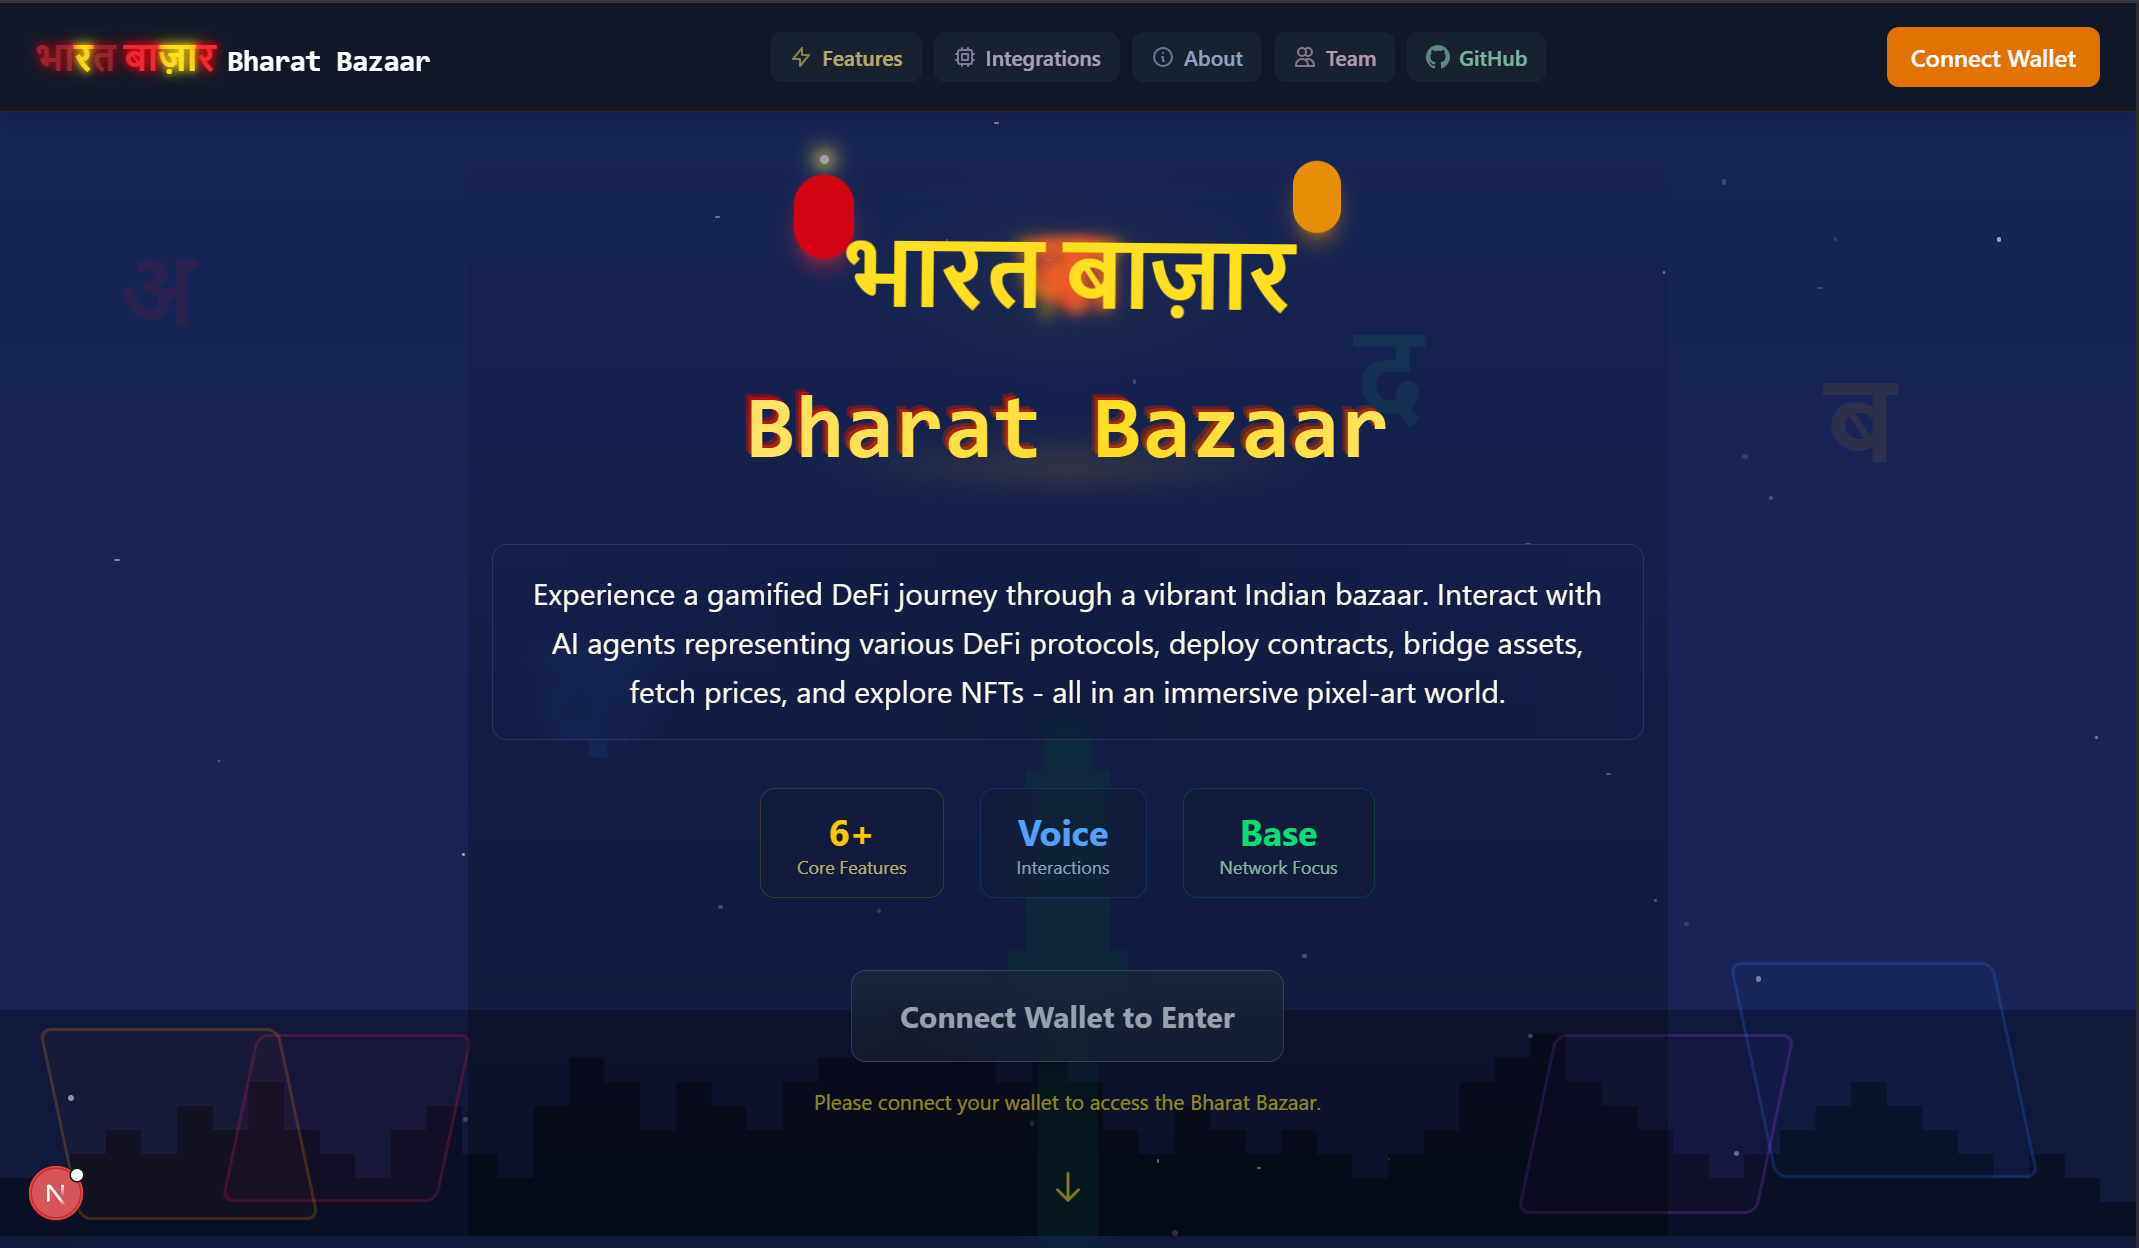 भारत बाज़ार Bharat Bazaar
Features
Integrations
About
Team
GitHub
Connect Wallet
भारत बाज़ार
अ
द
ब
Bharat Bazaar
Experience a gamified DeFi journey through a vibrant Indian bazaar. Interact with
AI agents representing various DeFi protocols, deploy contracts, bridge assets,
fetch prices, and explore NFTs - all in an immersive pixel-art world.
6+
Core Features
Voice
Interactions
Base
Network Focus
Connect Wallet to Enter
Please connect your wallet to access the Bharat Bazaar.
N